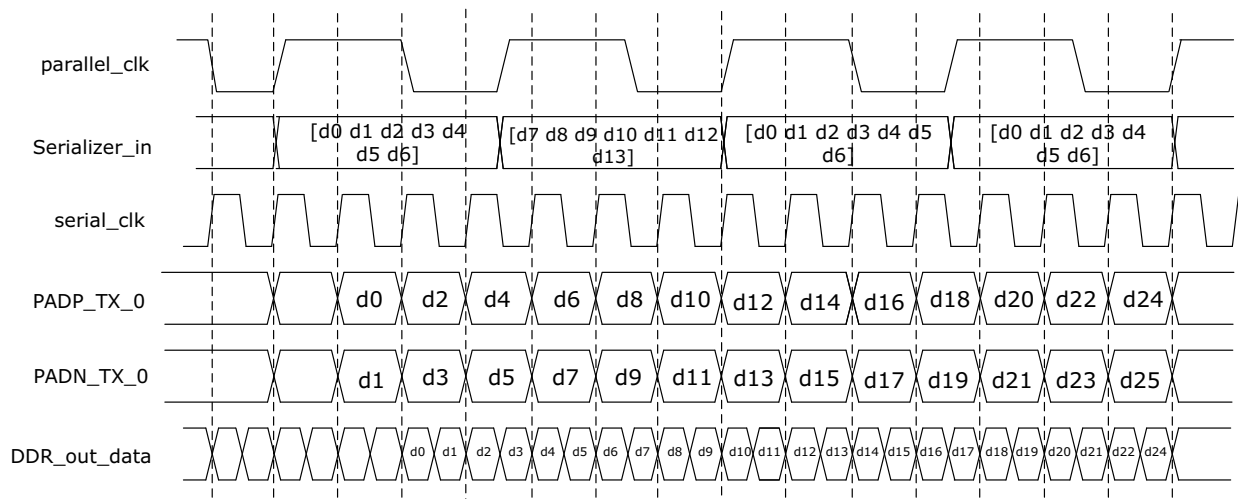 parallel_clk
Serializer_in
[d0 d1 d2 d3 d4
d5 d6]
[d7 d8 d9 d10 d11 d12
d13]
[d0 d1 d2 d3 d4 d5
d6]
[d0 d1 d2 d3 d4
d5 d6]
serial_clk
PADP_TX_0 d0 d2 d4 d6 d8 d10 d12 d14 d16 d18 d20 d22 d24
PADN_TX_0 d1 d3 d5 d7 d9 d11 d13 d15 d17 d19 d21 d23 d25
DDR_out_data d0 d1 d2 d3 d4 d5 d6 d7 d8 d9 d10 d11 d12 d13 d14 d15 d16 d17 d18 d19 d20 d21 d22 d24